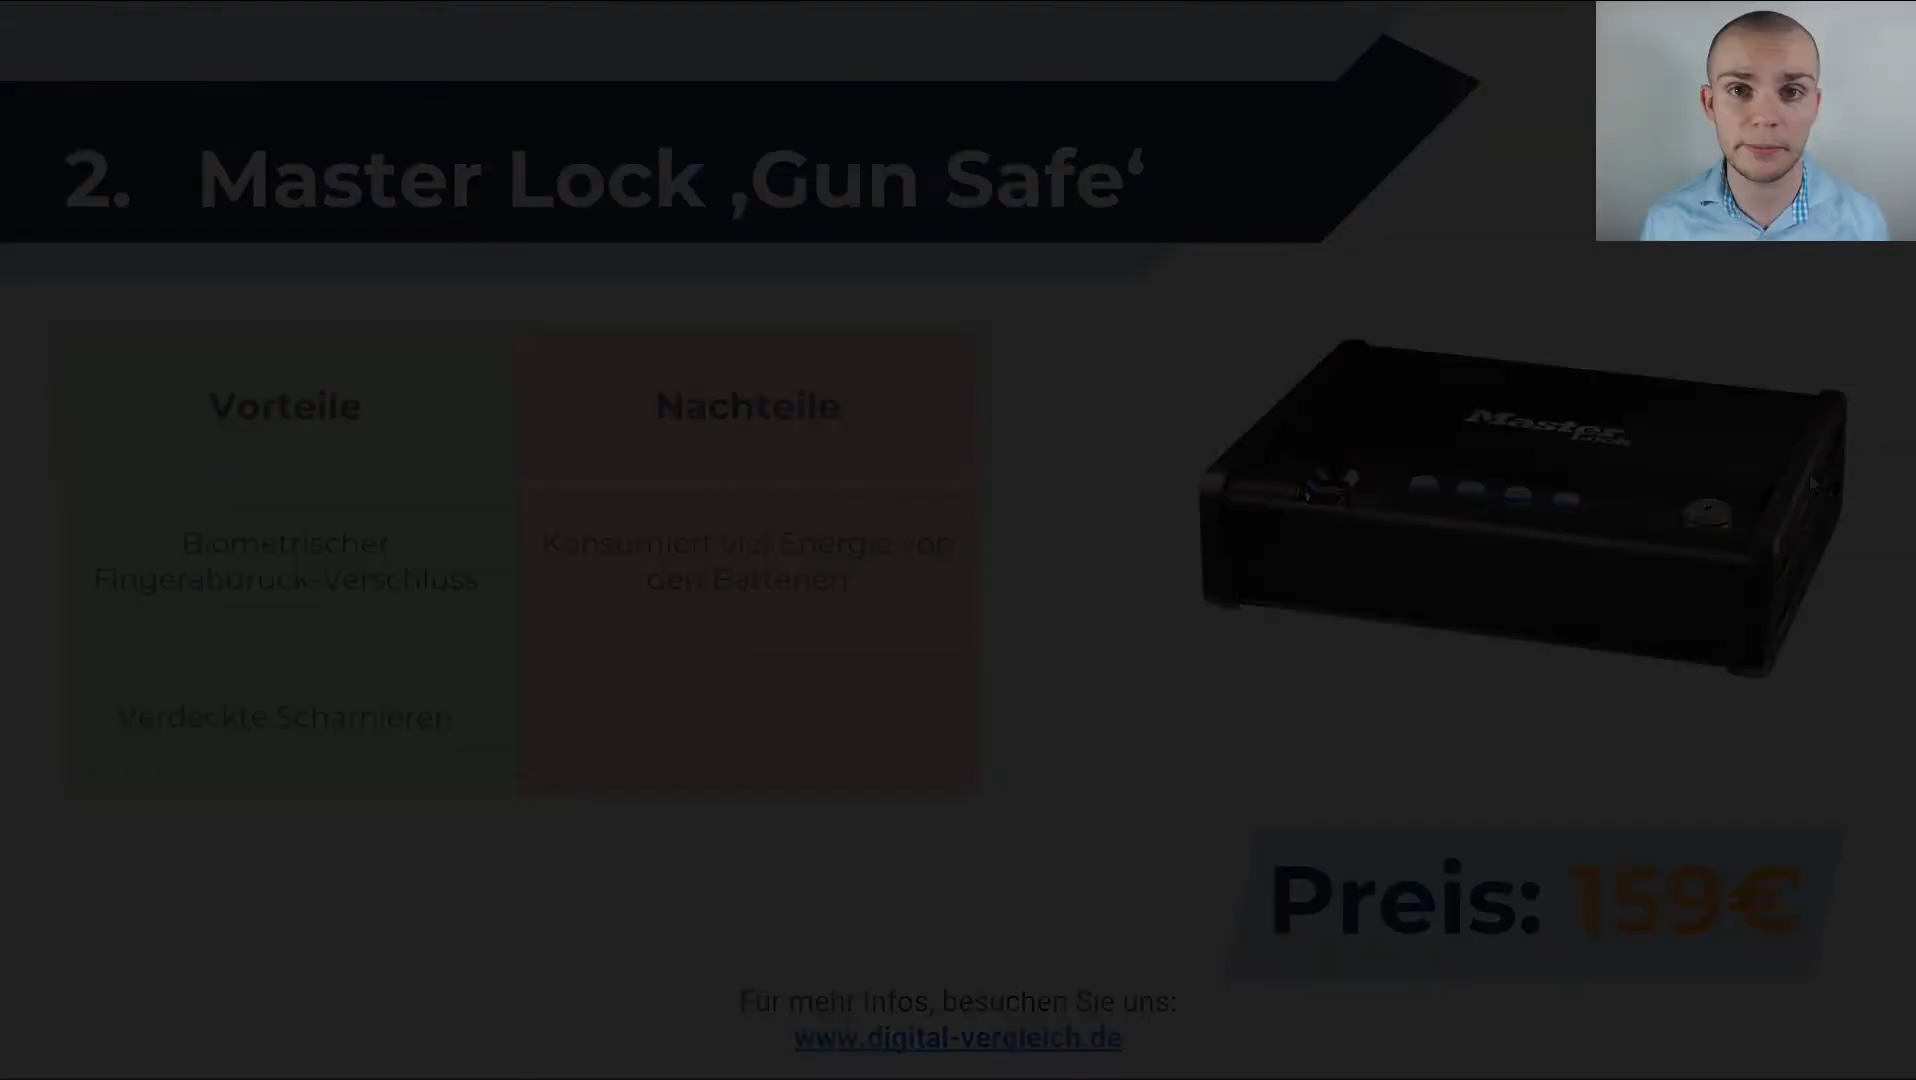 2. Master Lock ‚Gun Safe‘
Vorteile
Nachteile
Biometrischer
Fingerabdruck-Verschluss
Konsumiert viel Energie von
den Batterien
Verdeckte Scharnieren
Master
Lock
Preis: 159€
Für mehr Infos, besuchen Sie uns:
www.digital-vergleich.de